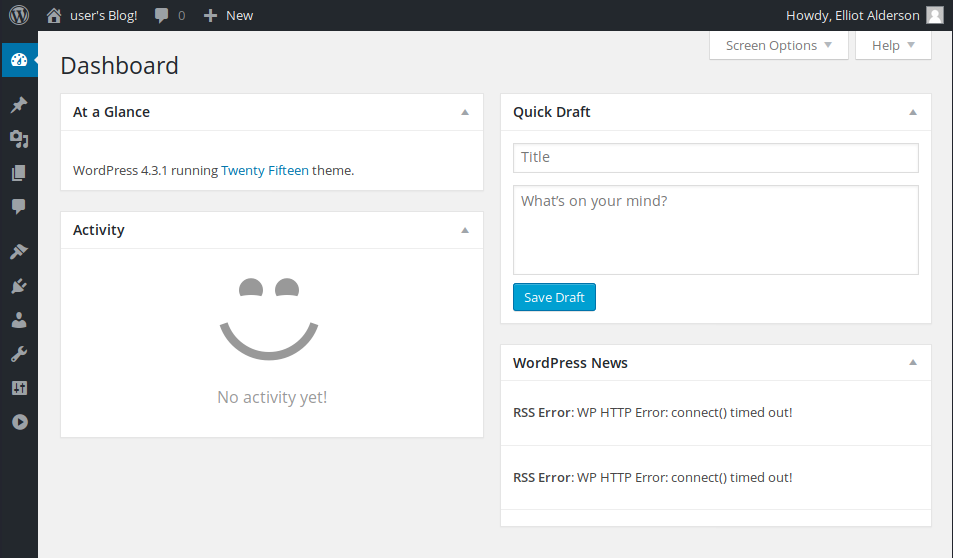 user's Blog! 0 New Howdy, Elliot Alderson
Screen Options Help
Dashboard
At a Glance
WordPress 4.3.1 running Twenty Fifteen theme.
Activity
No activity yet!
Quick Draft
Title
What's on your mind?
Save Draft
WordPress News
RSS Error: WP HTTP Error: connect() timed out!
RSS Error: WP HTTP Error: connect() timed out!